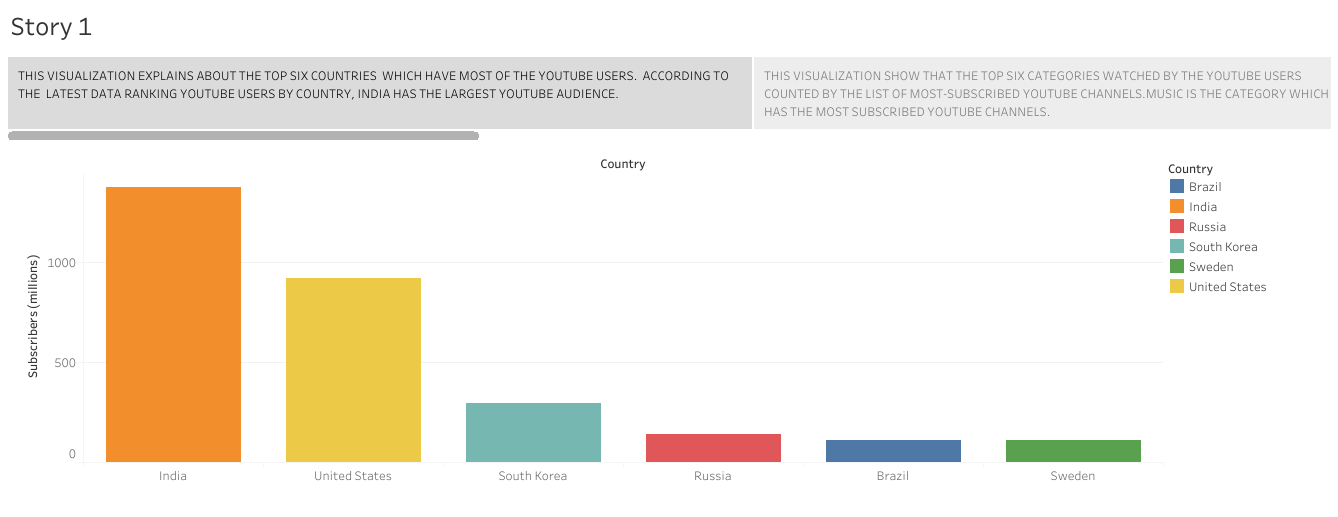 Story 1
THIS VISUALIZATION EXPLAINS ABOUT THE TOP SIX COUNTRIES  WHICH HAVE MOST OF THE YOUTUBE USERS.  ACCORDING TO
THE  LATEST DATA RANKING YOUTUBE USERS BY COUNTRY, INDIA HAS THE LARGEST YOUTUBE AUDIENCE.
THIS VISUALIZATION SHOW THAT THE TOP SIX CATEGORIES WATCHED BY THE YOUTUBE USERS
COUNTED BY THE LIST OF MOST-SUBSCRIBED YOUTUBE CHANNELS.MUSIC IS THE CATEGORY WHICH
HAS THE MOST SUBSCRIBED YOUTUBE CHANNELS.
Country
Subscribers (millions)
1000
500
0
India
United States
South Korea
Russia
Brazil
Sweden
Country
Brazil
India
Russia
South Korea
Sweden
United States